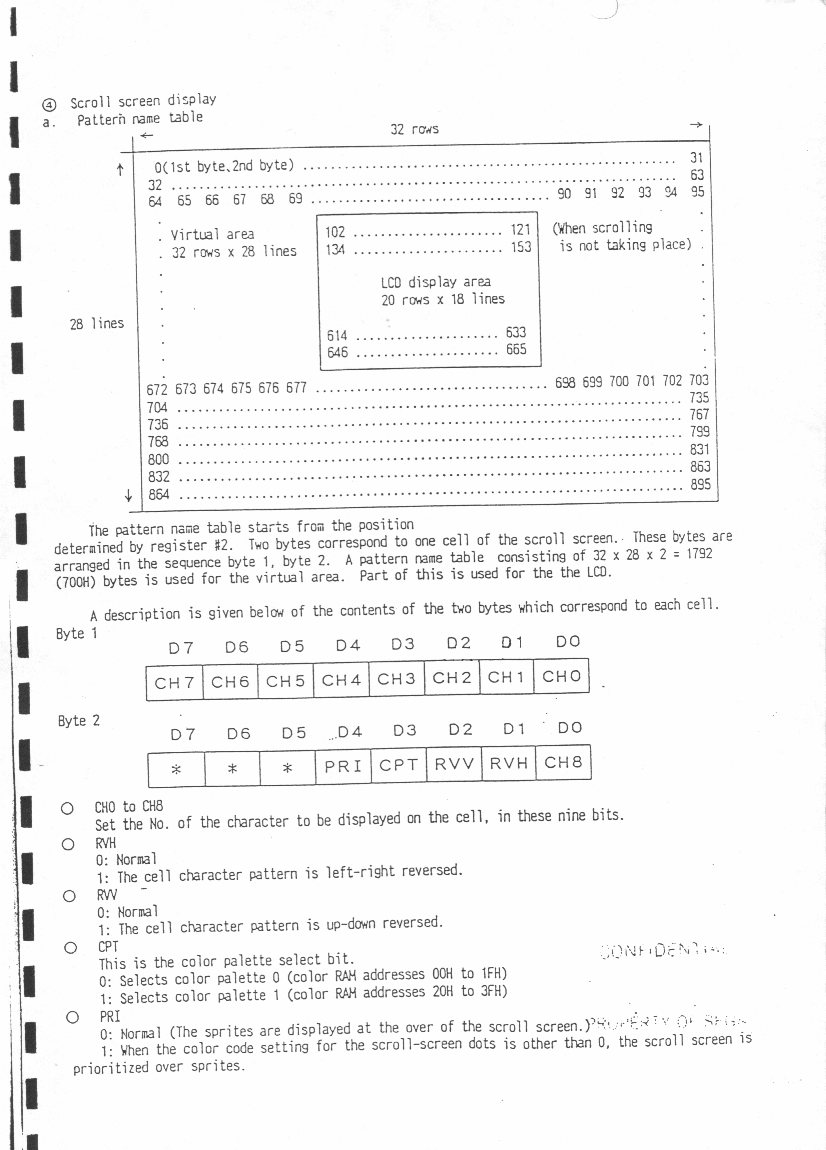 ④ Scroll screen display
a. Pattern name table
← 32 rows →
↑ 0(1st byte,2nd byte) .................................................. 31
32 .................................................. 63
64 65 66 67 68 69 .................................. 90 91 92 93 94 95
. Virtual area 102 ...................... 121 (When scrolling .
. 32 rows x 28 lines 134 ...................... 153 is not taking place) .
LCD display area
20 rows x 18 lines
28 lines
614 .................... 633
646 .................... 665
672 673 674 675 676 677 .................................. 698 699 700 701 702 703
704 .................................................. 735
736 .................................................. 767
768 .................................................. 799
800 .................................................. 831
832 .................................................. 863
↓ 864 .................................................. 895
The pattern name table starts from the position
determined by register #2. Two bytes correspond to one cell of the scroll screen. These bytes are
arranged in the sequence byte 1, byte 2. A pattern name table consisting of 32 x 28 x 2 = 1792
(700H) bytes is used for the virtual area. Part of this is used for the the LCD.
A description is given below of the contents of the two bytes which correspond to each cell.
Byte 1
D7 D6 D5 D4 D3 D2 D1 D0
CH7 CH6 CH5 CH4 CH3 CH2 CH1 CH0
Byte 2
D7 D6 D5 D4 D3 D2 D1 D0
* * * PRI CPT RVV RVH CH8
○ CH0 to CH8
Set the No. of the character to be displayed on the cell, in these nine bits.
○ RVH
0: Normal
1: The cell character pattern is left-right reversed.
○ RVV
0: Normal
1: The cell character pattern is up-down reversed.
○ CPT
CONFIDENTIAL
This is the color palette select bit.
0: Selects color palette 0 (color RAM addresses 00H to 1FH)
1: Selects color palette 1 (color RAM addresses 20H to 3FH)
○ PRI
0: Normal (The sprites are displayed at the over of the scroll screen.) PROPERTY OF SEGA
1: When the color code setting for the scroll-screen dots is other than 0, the scroll screen is
prioritized over sprites.